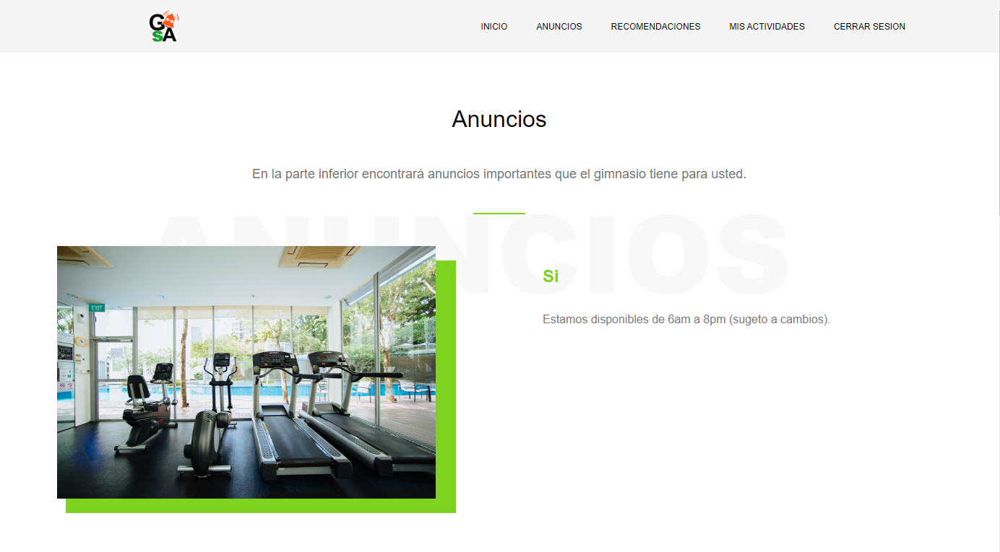 GSA
INICIO
ANUNCIOS
RECOMENDACIONES
MIS ACTIVIDADES
CERRAR SESION
Anuncios
En la parte inferior encontrará anuncios importantes que el gimnasio tiene para usted.
ANUNCIOS
EXIT
Si
Estamos disponibles de 6am a 8pm (sugeto a cambios).